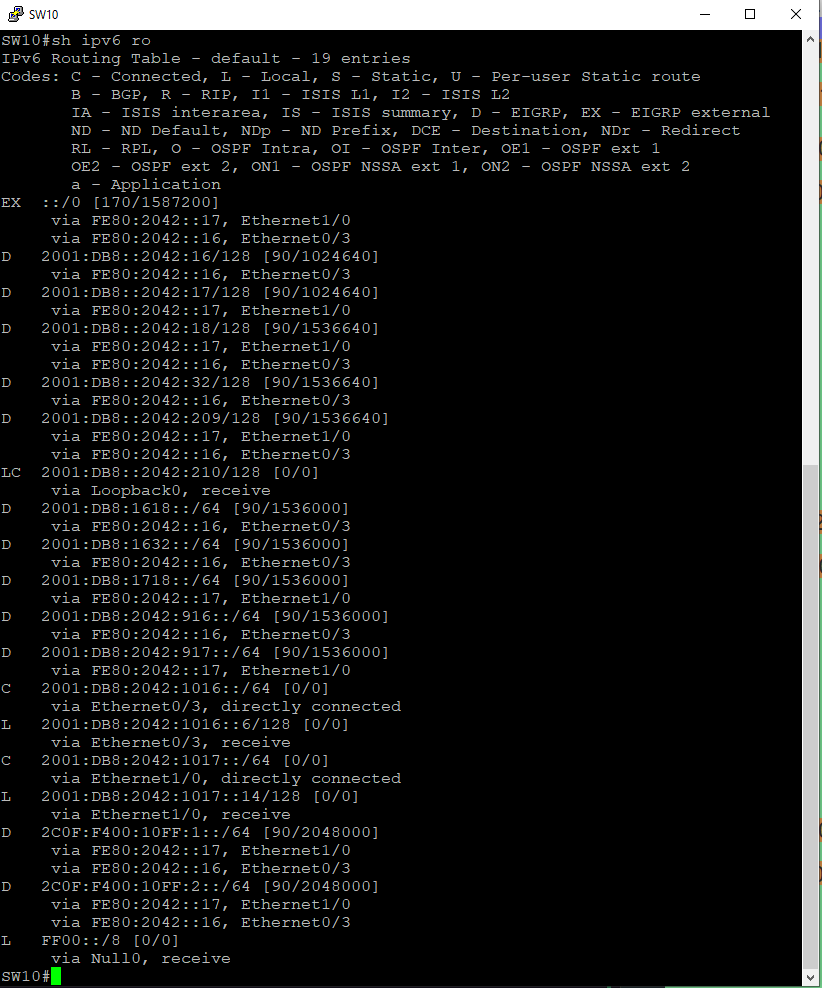 SW10
SW10#sh ipv6 ro
IPv6 Routing Table - default - 19 entries
Codes: C - Connected, L - Local, S - Static, U - Per-user Static route
       B - BGP, R - RIP, I1 - ISIS L1, I2 - ISIS L2
       IA - ISIS interarea, IS - ISIS summary, D - EIGRP, EX - EIGRP external
       ND - ND Default, NDp - ND Prefix, DCE - Destination, NDr - Redirect
       RL - RPL, O - OSPF Intra, OI - OSPF Inter, OE1 - OSPF ext 1
       OE2 - OSPF ext 2, ON1 - OSPF NSSA ext 1, ON2 - OSPF NSSA ext 2
       a - Application
EX  ::/0 [170/1587200]
     via FE80:2042::17, Ethernet1/0
     via FE80:2042::16, Ethernet0/3
D   2001:DB8::2042:16/128 [90/1024640]
     via FE80:2042::16, Ethernet0/3
D   2001:DB8::2042:17/128 [90/1024640]
     via FE80:2042::17, Ethernet1/0
D   2001:DB8::2042:18/128 [90/1536640]
     via FE80:2042::17, Ethernet1/0
     via FE80:2042::16, Ethernet0/3
D   2001:DB8::2042:32/128 [90/1536640]
     via FE80:2042::16, Ethernet0/3
D   2001:DB8::2042:209/128 [90/1536640]
     via FE80:2042::17, Ethernet1/0
     via FE80:2042::16, Ethernet0/3
LC  2001:DB8::2042:210/128 [0/0]
     via Loopback0, receive
D   2001:DB8:1618::/64 [90/1536000]
     via FE80:2042::16, Ethernet0/3
D   2001:DB8:1632::/64 [90/1536000]
     via FE80:2042::16, Ethernet0/3
D   2001:DB8:1718::/64 [90/1536000]
     via FE80:2042::17, Ethernet1/0
D   2001:DB8:2042:916::/64 [90/1536000]
     via FE80:2042::16, Ethernet0/3
D   2001:DB8:2042:917::/64 [90/1536000]
     via FE80:2042::17, Ethernet1/0
C   2001:DB8:2042:1016::/64 [0/0]
     via Ethernet0/3, directly connected
L   2001:DB8:2042:1016::6/128 [0/0]
     via Ethernet0/3, receive
C   2001:DB8:2042:1017::/64 [0/0]
     via Ethernet1/0, directly connected
L   2001:DB8:2042:1017::14/128 [0/0]
     via Ethernet1/0, receive
D   2C0F:F400:10FF:1::/64 [90/2048000]
     via FE80:2042::17, Ethernet1/0
     via FE80:2042::16, Ethernet0/3
D   2C0F:F400:10FF:2::/64 [90/2048000]
     via FE80:2042::17, Ethernet1/0
     via FE80:2042::16, Ethernet0/3
L   FF00::/8 [0/0]
     via Null0, receive
SW10#